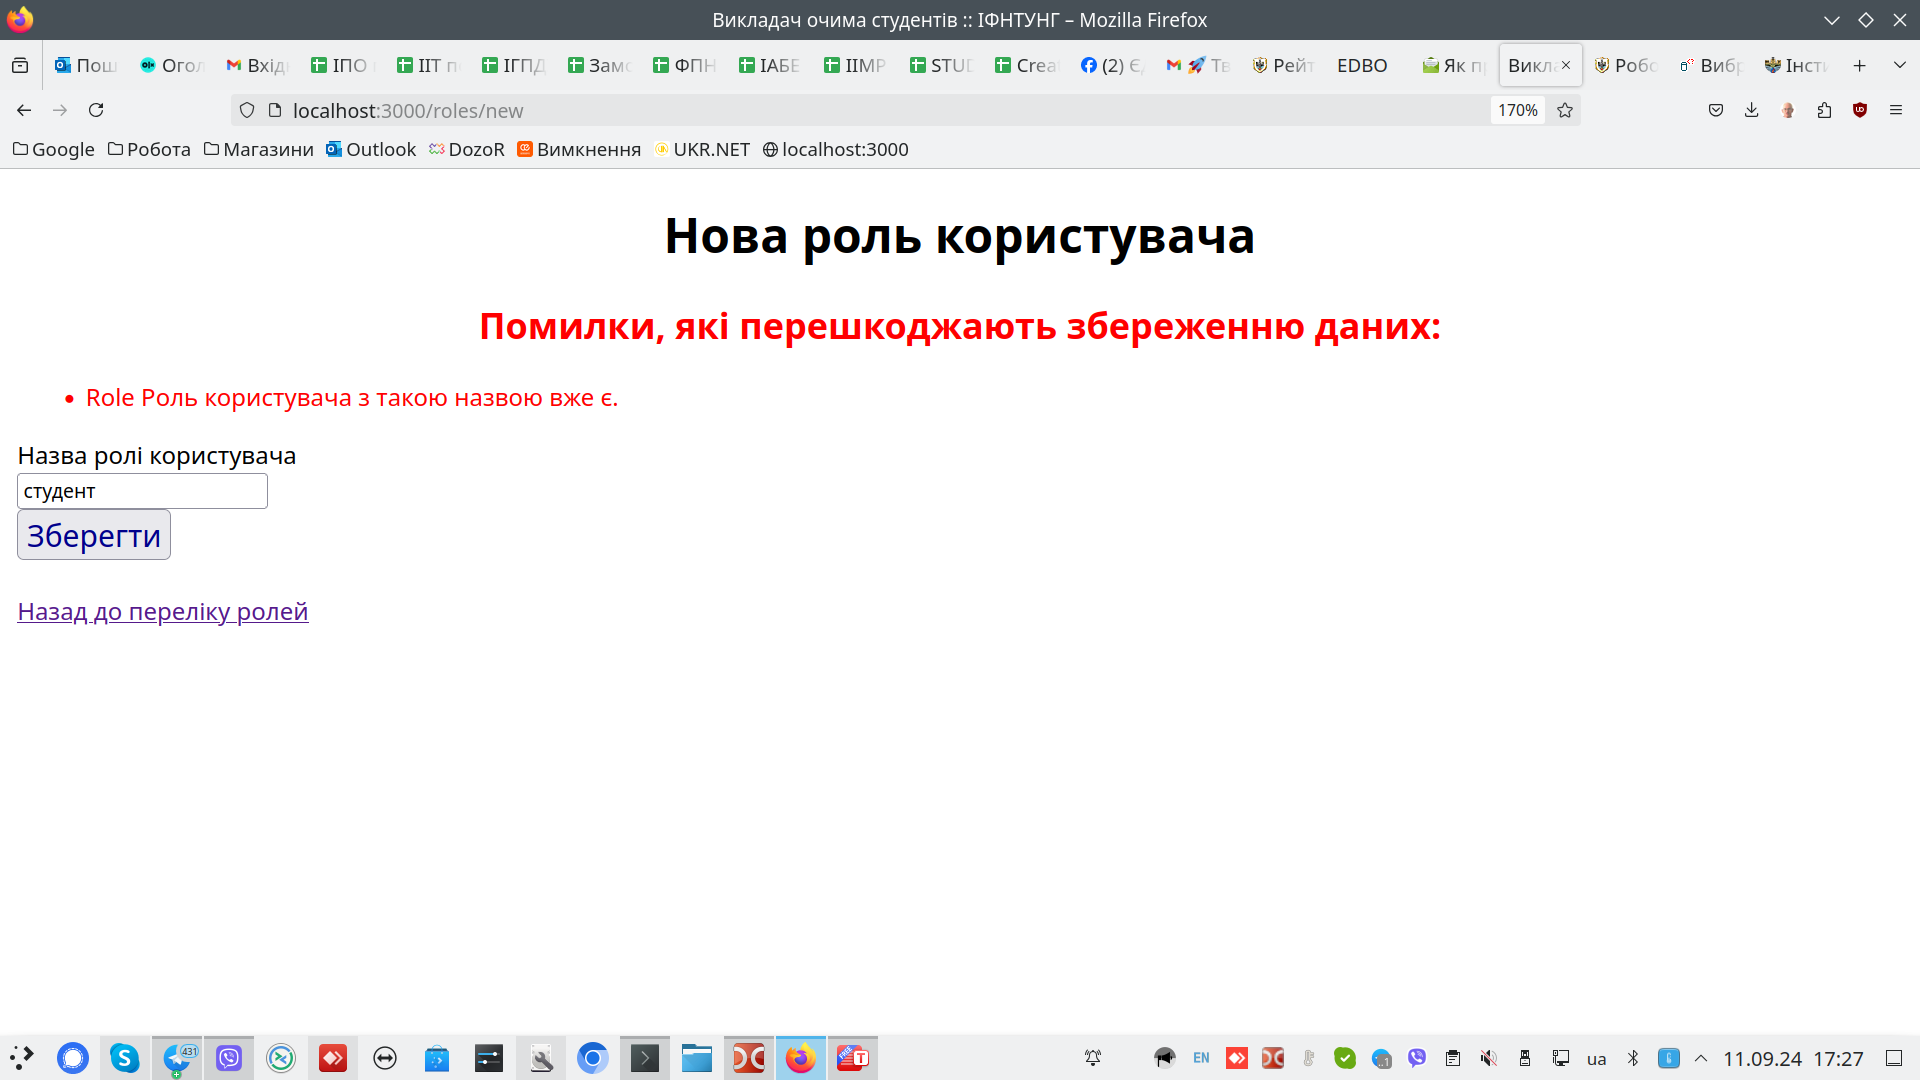 Викладач очима студентів :: ІФНТУНГ – Mozilla Firefox
Пош Огол Вхід ІПО ІІТ п ІГПД Замо ФПН ІАБЕ ІІМР STUD Crea (2) Є Тв Рейт EDBO Як п Викла Робо Вибр Інсти
localhost:3000/roles/new 170%
Google Робота Магазини Outlook DozoR Вимкнення UKR.NET localhost:3000
Нова роль користувача
Помилки, які перешкоджають збереженню даних:
• Role Роль користувача з такою назвою вже є.
Назва ролі користувача
студент
Зберегти
Назад до переліку ролей
431 EN ua 11.09.24 17:27